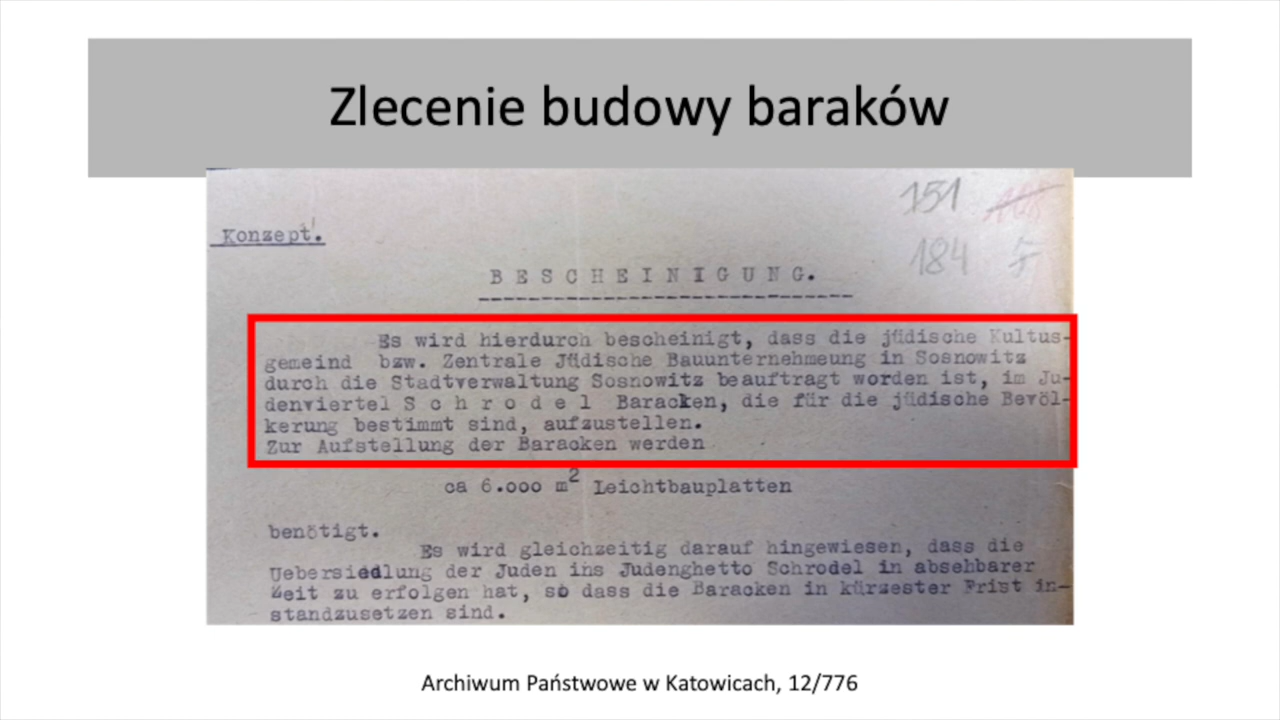 Zlecenie budowy baraków
151
184
Konzept.
BESCHEINIGUNG.
Es wird hierdurch bescheinigt, dass die jüdische Kultus-
gemeind bzw. Zentrale Jüdische Bauunternehmeung in Sosnowitz
durch die Stadtverwaltung Sosnowitz beauftragt worden ist, im Ju-
denviertel S c h r o d e l Baracken, die für die jüdische Bevöl-
kerung bestimmt sind, aufzustellen.
Zur Aufstellung der Baracken werden
ca 6.000 m² Leichtbauplatten
benötigt.
Es wird gleichzeitig darauf hingewiesen, dass die
Uebersiedlung der Juden ins Judenghetto Schrodel in absehbarer
Zeit zu erfolgen hat, so dass die Baracken in kürzester Frist in-
standzusetzen sind.
Archiwum Państwowe w Katowicach, 12/776